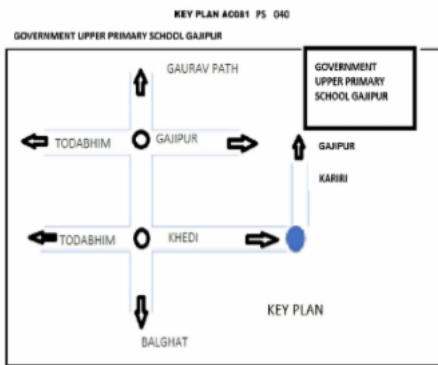 KEY PLAN AC081 PS 040
GOVERNMENT UPPER PRIMARY SCHOOL GAJIPUR
GAURAV PATH
GOVERNMENT
UPPER PRIMARY
SCHOOL GAJIPUR
TODABHIM
GAJIPUR
GAJIPUR
KARIRI
TODABHIM
KHEDI
KEY PLAN
BALGHAT